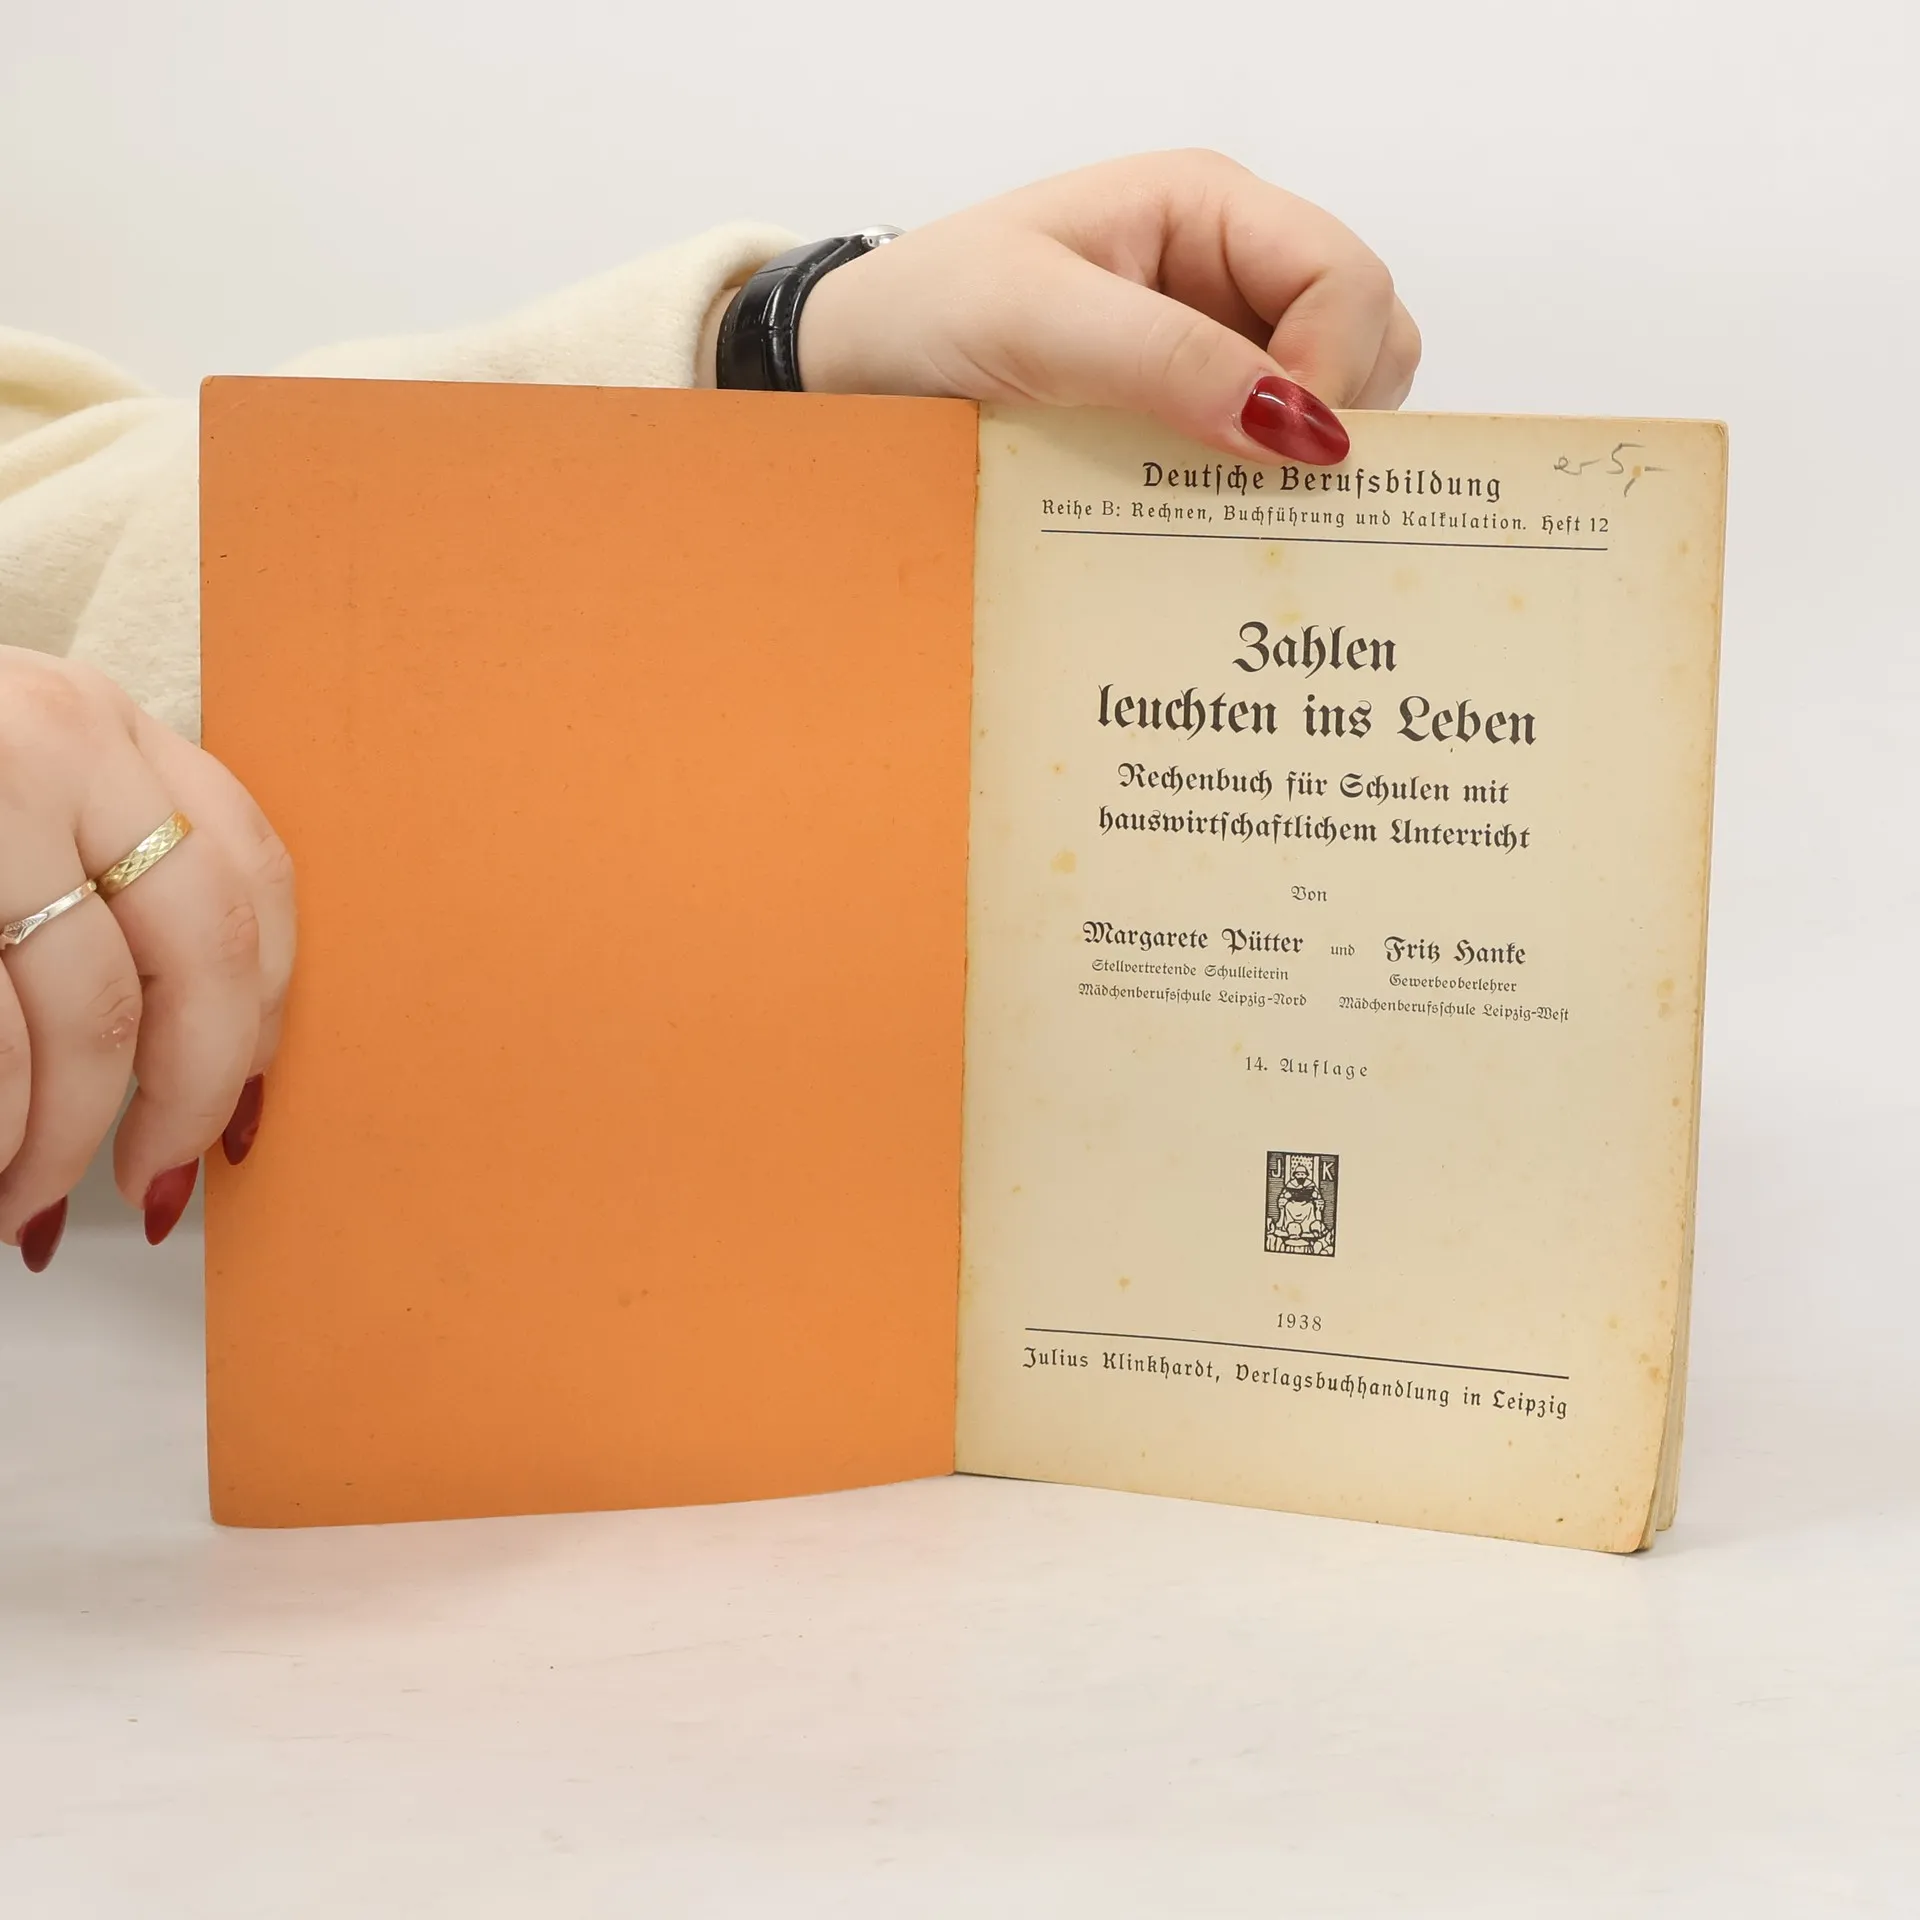 er 5,-
Deutsche Berufsbildung
Reihe B: Rechnen, Buchführung und Kalkulation. Heft 12
Zahlen
leuchten ins Leben
Rechenbuch für Schulen mit
hauswirtschaftlichem Unterricht
Von
Margarete Pütter und Fritz Hanke
Stellvertretende Schulleiterin Gewerbeoberlehrer
Mädchenberufsschule Leipzig-Nord Mädchenberufsschule Leipzig-West
14. Auflage
J K
1938
Julius Klinkhardt, Verlagsbuchhandlung in Leipzig